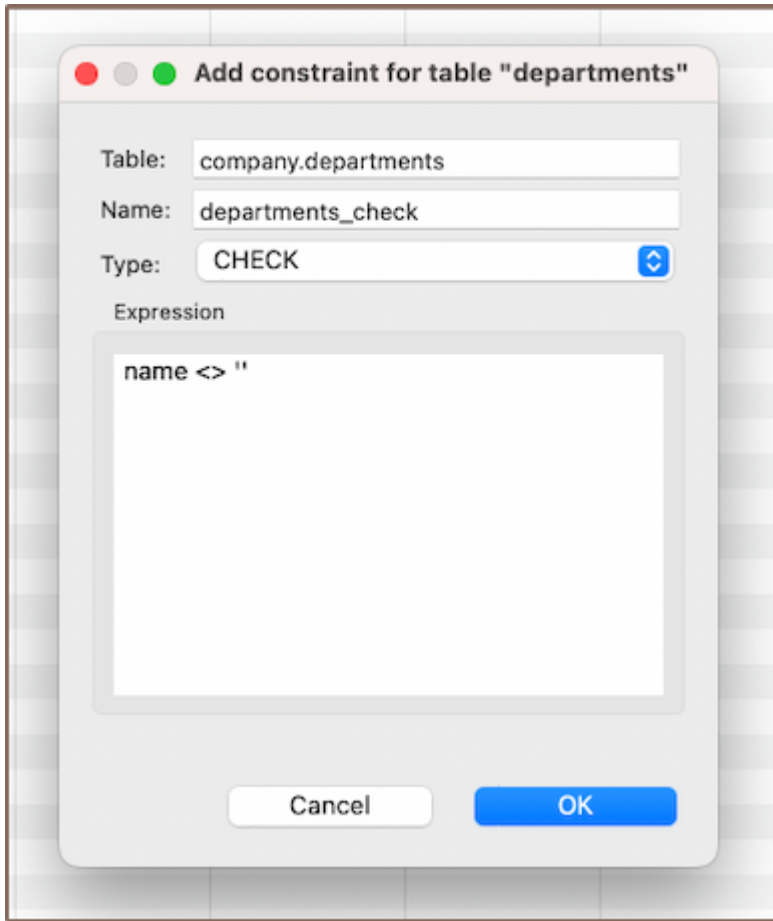 Add constraint for table "departments"
Table: company.departments
Name: departments_check
Type: CHECK
Expression
name <> ''
Cancel OK